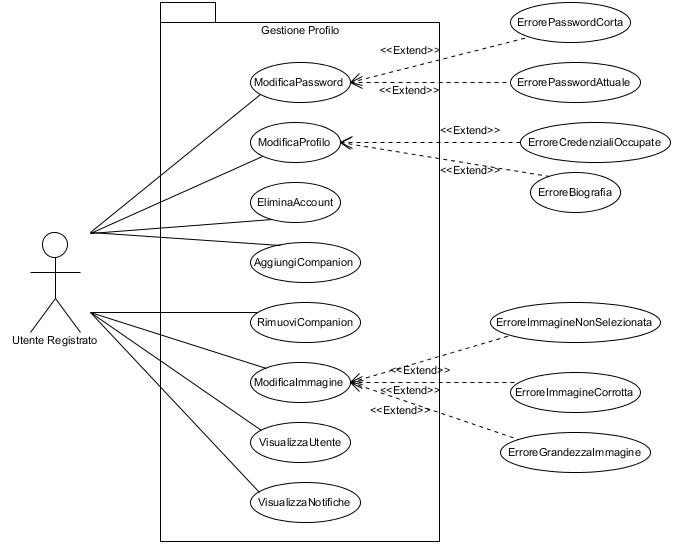 ErrorePasswordCorta
Gestione Profilo
<<Extend>>
ModificaPassword
ErrorePasswordAttuale
<<Extend>>
<<Extend>>
ModificaProfilo
ErroreCredenzialiOccupate
<<Extend>>
ErroreBiografia
EliminaAccount
AggiungiCompanion
RimuoviCompanion
ErroreImmagineNonSelezionata
Utente Registrato
<<Extend>>
ModificaImmagine
<<Extend>>
ErroreImmagineCorrotta
<<Extend>>
VisualizzaUtente
ErroreGrandezzaImmagine
VisualizzaNotifiche